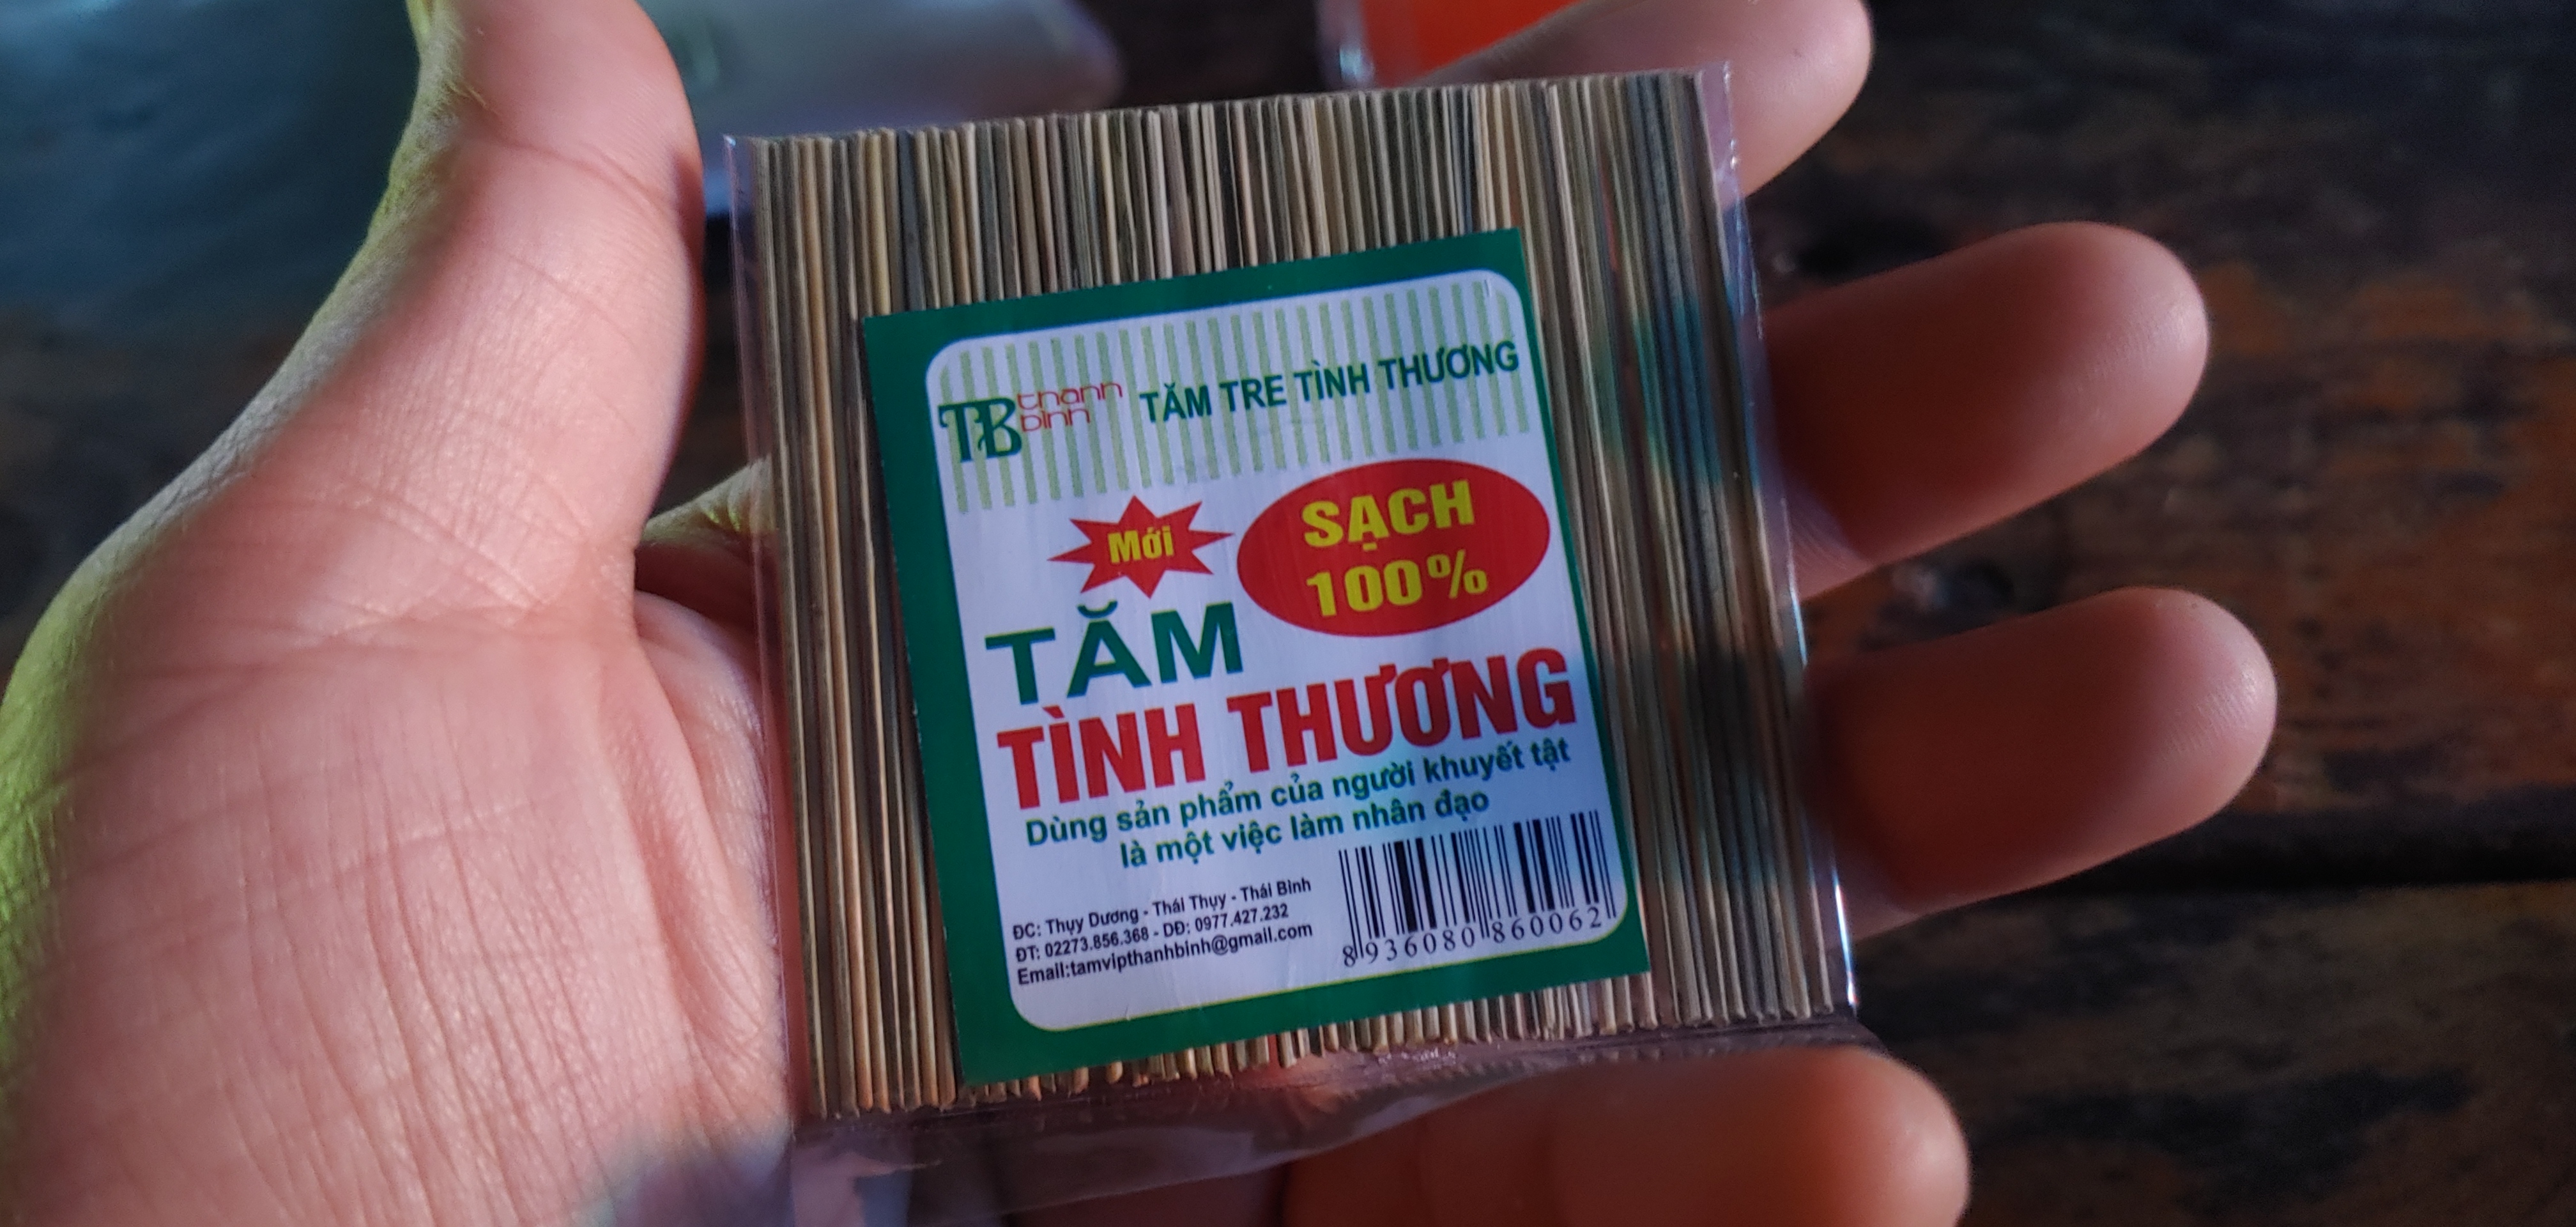 TB thanh bình TĂM TRE TÌNH THƯƠNG
Mới
SẠCH
100%
TĂM
TÌNH THƯƠNG
Dùng sản phẩm của người khuyết tật
là một việc làm nhân đạo
ĐC: Thụy Dương - Thái Thụy - Thái Bình
ĐT: 02273.856.368 - DĐ: 0977.427.232
Email:tamvipthanhbinh@gmail.com
8936080860062